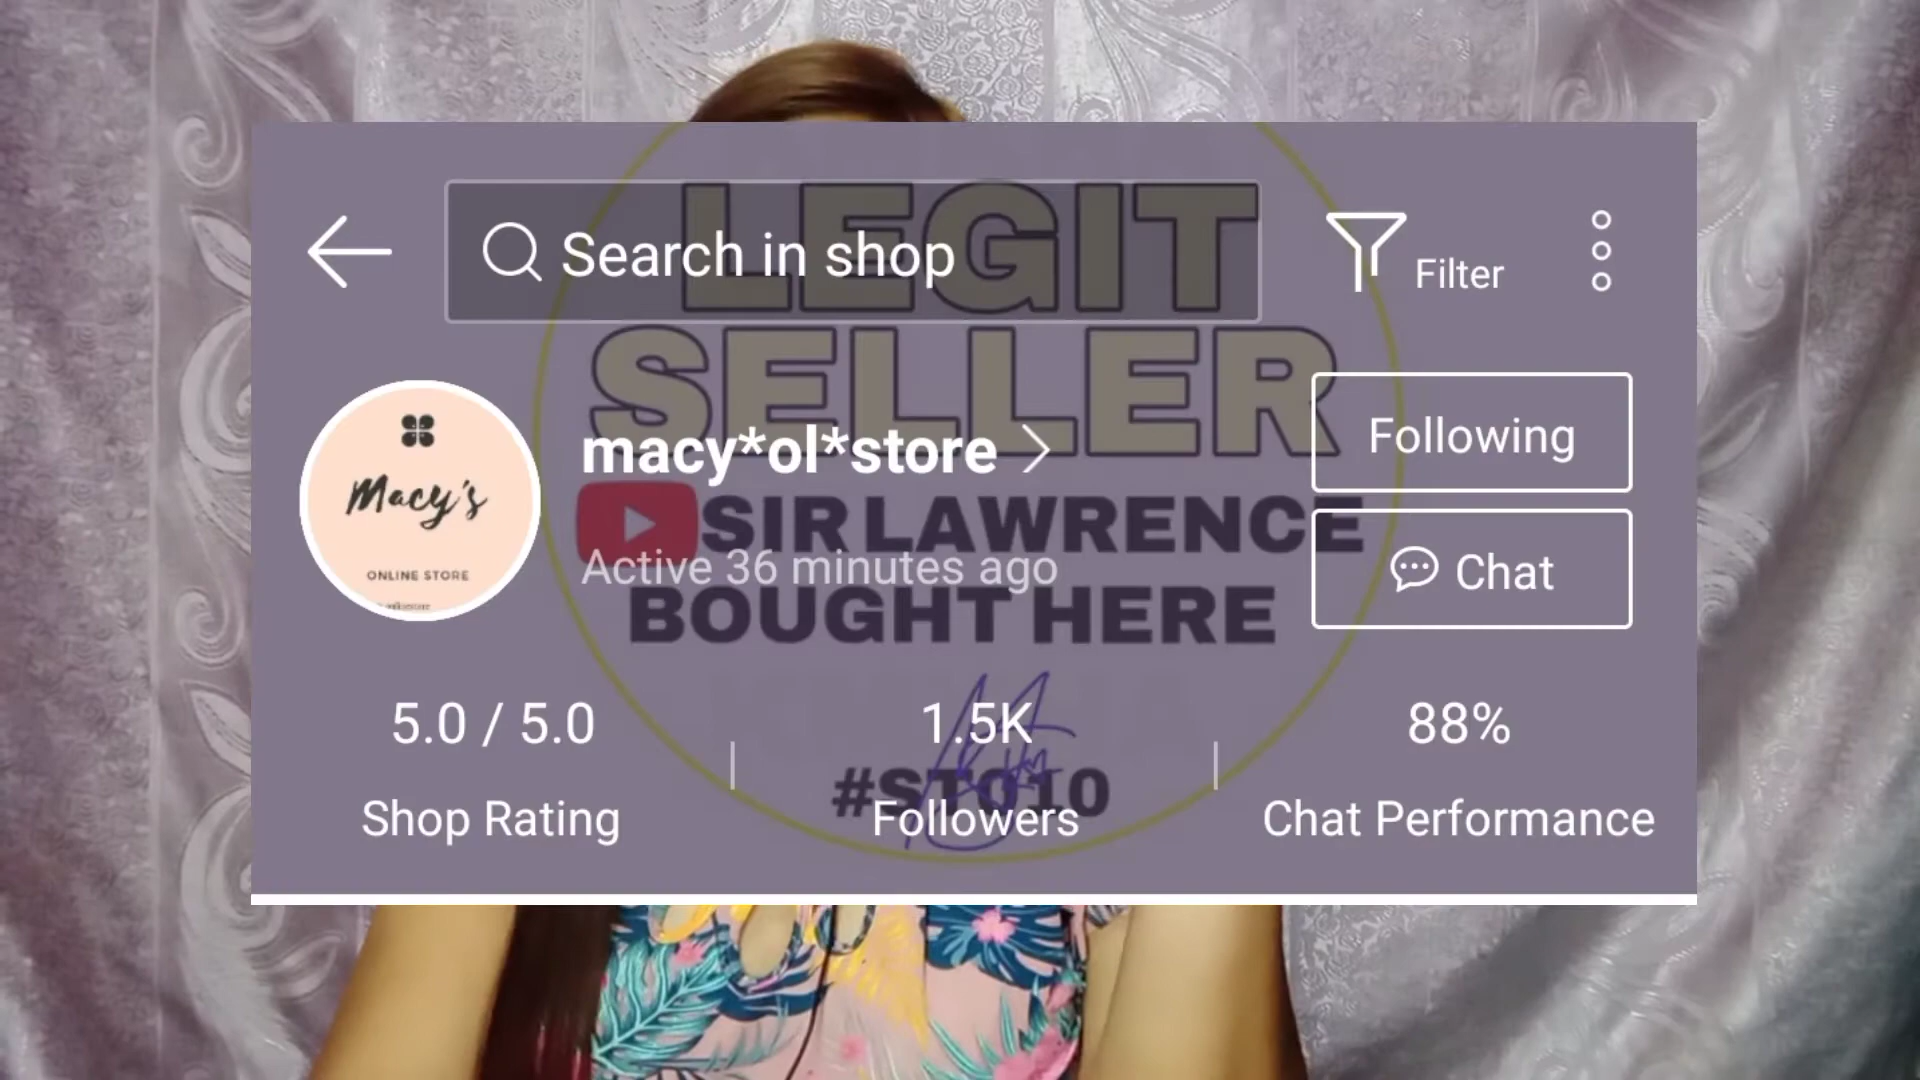 LEGIT
Search in shop
Filter
SELLER
Following
macy*ol*store
Macy's
ONLINE STORE
SIR LAWRENCE
Active 36 minutes ago
Chat
BOUGHT HERE
5.0 / 5.0
1.5K
88%
#ST010
Shop Rating
Followers
Chat Performance